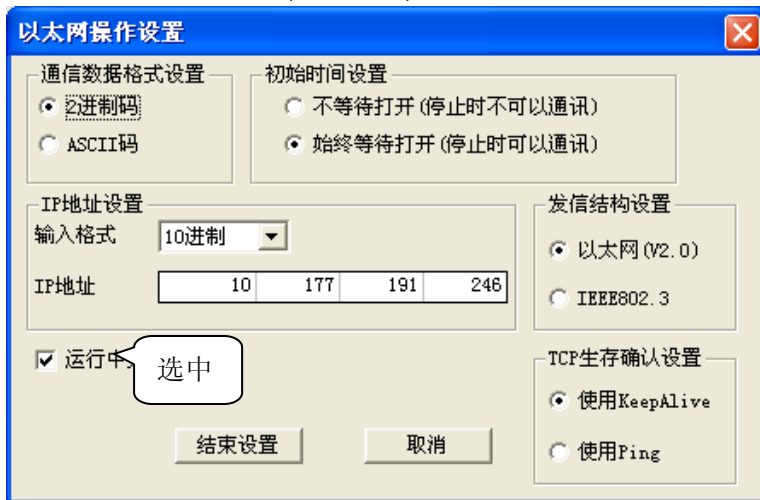 以太网操作设置
通信数据格式设置
2进制码
ASCII码
初始时间设置
不等待打开(停止时不可以通讯)
始终等待打开(停止时可以通讯)
IP地址设置
输入格式 10进制
IP地址 10 177 191 246
发信结构设置
以太网(V2.0)
IEEE802.3
运行中
选中
TCP生存确认设置
使用KeepAlive
使用Ping
结束设置 取消